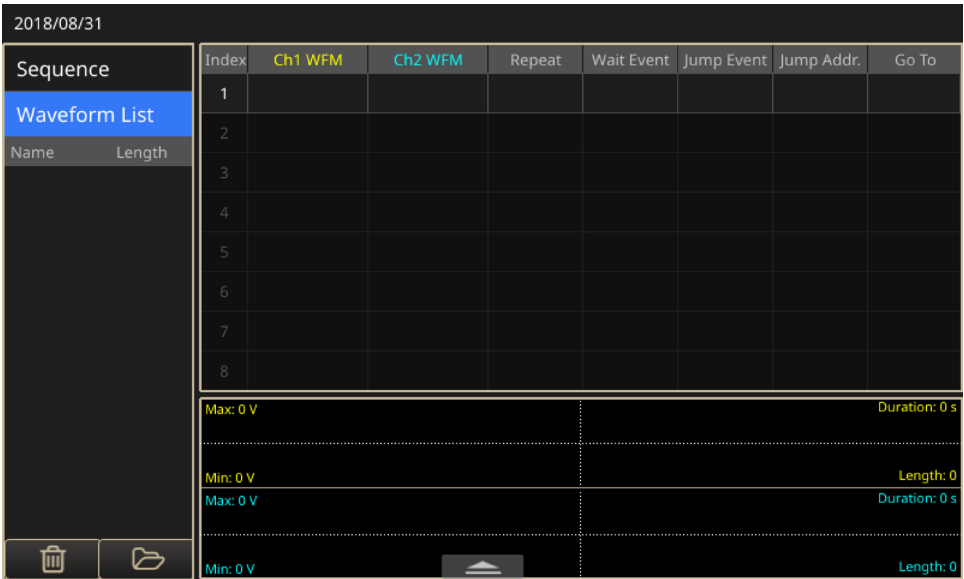 2018/08/31
Sequence
Waveform List
Name Length
Index Ch1 WFM Ch2 WFM Repeat Wait Event Jump Event Jump Addr. Go To
1
2
3
4
5
6
7
8
Max: 0 V Duration: 0 s
Min: 0 V Length: 0
Max: 0 V Duration: 0 s
Min: 0 V Length: 0